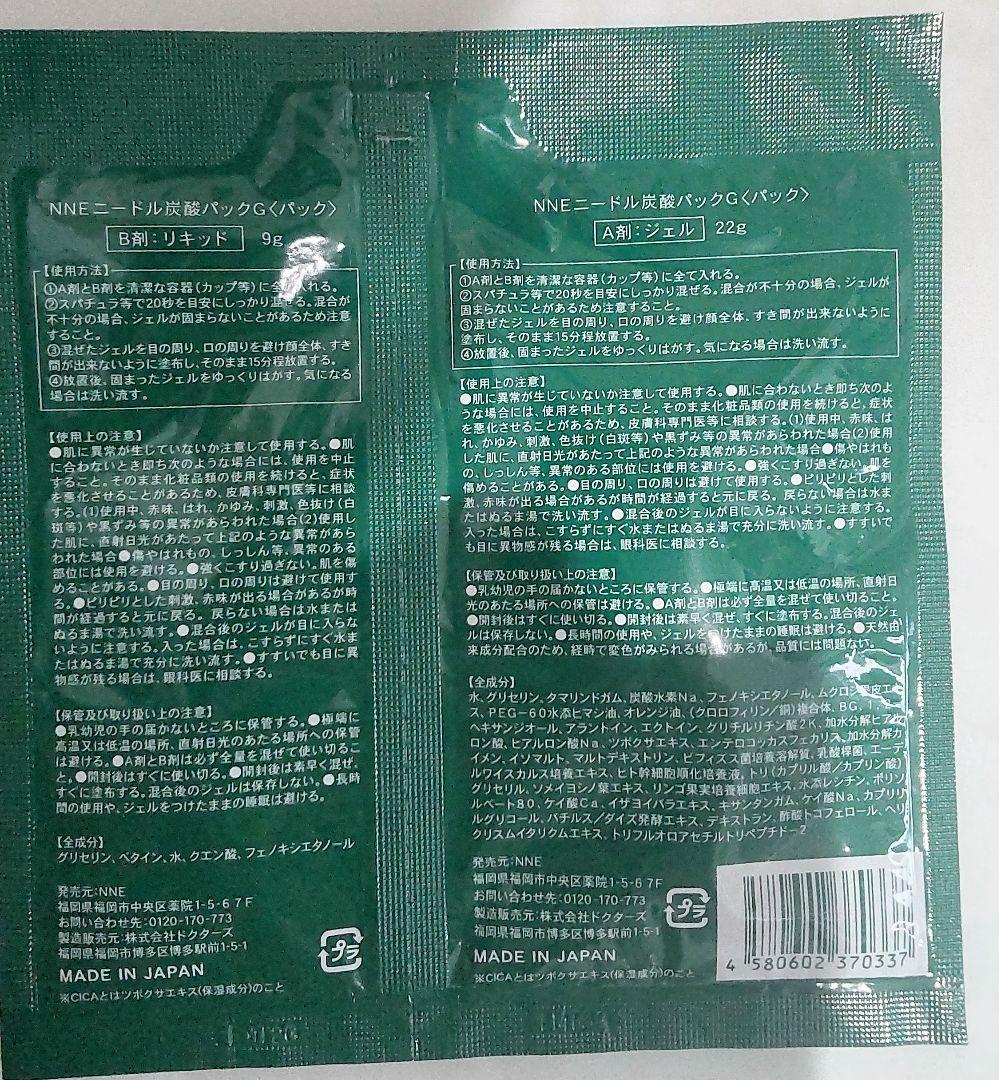 NNEニードル炭酸パックG〈パック〉
B剤：リキッド 9g
【使用方法】
①A剤とB剤を清潔な容器(カップ等)に全て入れる。
②スパチュラ等で20秒を目安にしっかり混ぜる。混合が
不十分の場合、ジェルが固まらないことがあるため注意
すること。
③混ぜたジェルを目の周り、口の周りを避け顔全体、すき
間が出来ないように塗布し、そのまま15分程放置する。
④放置後、固まったジェルをゆっくりはがす。気になる
場合は洗い流す。
【使用上の注意】
●肌に異常が生じていないか注意して使用する。●肌
に合わないとき即ち次のような場合には、使用を中止
すること。そのまま化粧品類の使用を続けると、症状
を悪化させることがあるため、皮膚科専門医等に相談
する。(1)使用中、赤味、はれ、かゆみ、刺激、色抜け(白
斑等)や黒ずみ等の異常があらわれた場合(2)使用し
た肌に、直射日光があたって上記のような異常があら
われた場合●傷やはれもの、しっしん等、異常のある
部位には使用を避ける。●強くこすり過ぎない。肌を傷
めることがある。●目の周り、口の周りは避けて使用す
る。●ピリピリとした刺激、赤味が出る場合があるが時
間が経過すると元に戻る。戻らない場合は水または
ぬるま湯で洗い流す。●混合後のジェルが目に入らな
いように注意する。入った場合は、こすらずにすぐ水ま
たはぬるま湯で充分に洗い流す。●すすいでも目に異
物感が残る場合は、眼科医に相談する。
【保管及び取り扱い上の注意】
●乳幼児の手の届かないところに保管する。●極端に
高温又は低温の場所、直射日光のあたる場所への保管
は避ける。●A剤とB剤は必ず全量を混ぜて使い切るこ
と。●開封後はすぐに使い切る。●開封後は素早く混ぜ、
すぐに塗布する。混合後のジェルは保存しない。●長時
間の使用や、ジェルをつけたままの睡眠は避ける。
【全成分】
グリセリン、ベタイン、水、クエン酸、フェノキシエタノール
発売元：NNE
福岡県福岡市中央区薬院1-5-6 7F
お問い合わせ先：0120-170-773
製造販売元：株式会社ドクターズ
福岡県福岡市博多区博多駅前1-5-1
MADE IN JAPAN
プラ
※CICAとはツボクサエキス(保湿成分)のこと
NNEニードル炭酸パックG〈パック〉
A剤：ジェル 22g
【使用方法】
①A剤とB剤を清潔な容器(カップ等)に全て入れる。
②スパチュラ等で20秒を目安にしっかり混ぜる。混合が不十分の場合、ジェルが
固まらないことがあるため注意する。
③混ぜたジェルを目の周り、口の周りを避け顔全体、すき間が出来ないように
塗布し、そのまま15分程放置する。
④放置後、固まったジェルをゆっくりはがす。気になる場合は洗い流す。
【使用上の注意】
●肌に異常が生じていないか注意して使用する。●肌に合わないとき即ち次のよ
うな場合には、使用を中止すること。そのまま化粧品類の使用を続けると、症状
を悪化させることがあるため、皮膚科専門医等に相談する。(1)使用中、赤味、は
れ、かゆみ、刺激、色抜け(白斑等)や黒ずみ等の異常があらわれた場合(2)使用
した肌に、直射日光があたって上記のような異常があらわれた場合●傷やはれも
の、しっしん等、異常のある部位には使用を避ける。●強くこすり過ぎない。肌を
傷めることがある。●目の周り、口の周りは避けて使用する。●ピリピリとした刺
激、赤味が出る場合があるが時間が経過すると元に戻る。戻らない場合は水ま
たはぬるま湯で洗い流す。●混合後のジェルが目に入らないように注意する。
入った場合は、こすらずにすぐ水またはぬるま湯で充分に洗い流す。●すすいで
も目に異物感が残る場合は、眼科医に相談する。
【保管及び取り扱い上の注意】
●乳幼児の手の届かないところに保管する。●極端に高温又は低温の場所、直射日
光のあたる場所への保管は避ける。●A剤とB剤は必ず全量を混ぜて使い切ること。
●開封後はすぐに使い切る。●開封後は素早く混ぜ、すぐに塗布する。混合後のジェ
ルは保存しない。●長時間の使用や、ジェルをつけたままの睡眠は避ける。●天然由
来成分配合のため、経時で変色がみられる場合があるが、品質には問題ない。
【全成分】
水、グリセリン、タマリンドガム、炭酸水素Na、フェノキシエタノール、ムクロジ果皮エキ
ス、PEG-60水添ヒマシ油、オレンジ油、(クロロフィリン/銅)複合体、BG、1,2-
ヘキサンジオール、アラントイン、エクトイン、グリチルリチン酸2K、加水分解ヒアル
ロン酸、ヒアルロン酸Na、ツボクサエキス、エンテロコッカスフェカリス、加水分解カ
イメン、イソマルト、マルトデキストリン、ビフィズス菌培養溶解質、乳酸桿菌、エーデ
ルワイスカルス培養エキス、ヒト幹細胞順化培養液、トリ(カプリル酸/カプリン酸)
グリセリル、ソメイヨシノ葉エキス、リンゴ果実培養細胞エキス、水添レシチン、ポリソ
ルベート80、ケイ酸Ca、イザヨイバラエキス、キサンタンガム、ケイ酸Na、カプリリ
ルグリコール、バチルス/ダイズ発酵エキス、デキストラン、酢酸トコフェロール、ヘリ
クリスムイタリクムエキス、トリフルオロアセチルトリペプチド-2
発売元：NNE
福岡県福岡市中央区薬院1-5-6 7F
お問い合わせ先：0120-170-773
製造販売元：株式会社ドクターズ
福岡県福岡市博多区博多駅前1-5-1
MADE IN JAPAN
プラ
※CICAとはツボクサエキス(保湿成分)のこと
4 580602 370337